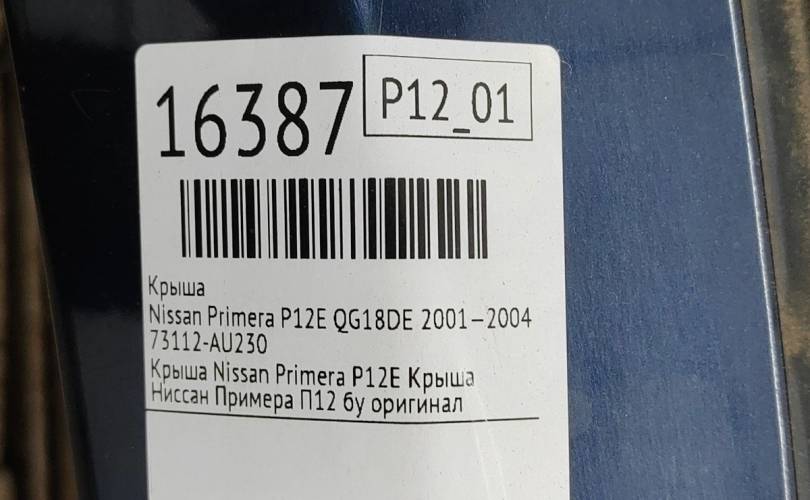 16387
P12_01
Крыша
Nissan Primera P12E QG18DE 2001–2004
73112-AU230
Крыша Nissan Primera P12E Крыша
Ниссан Примера П12 бу оригинал